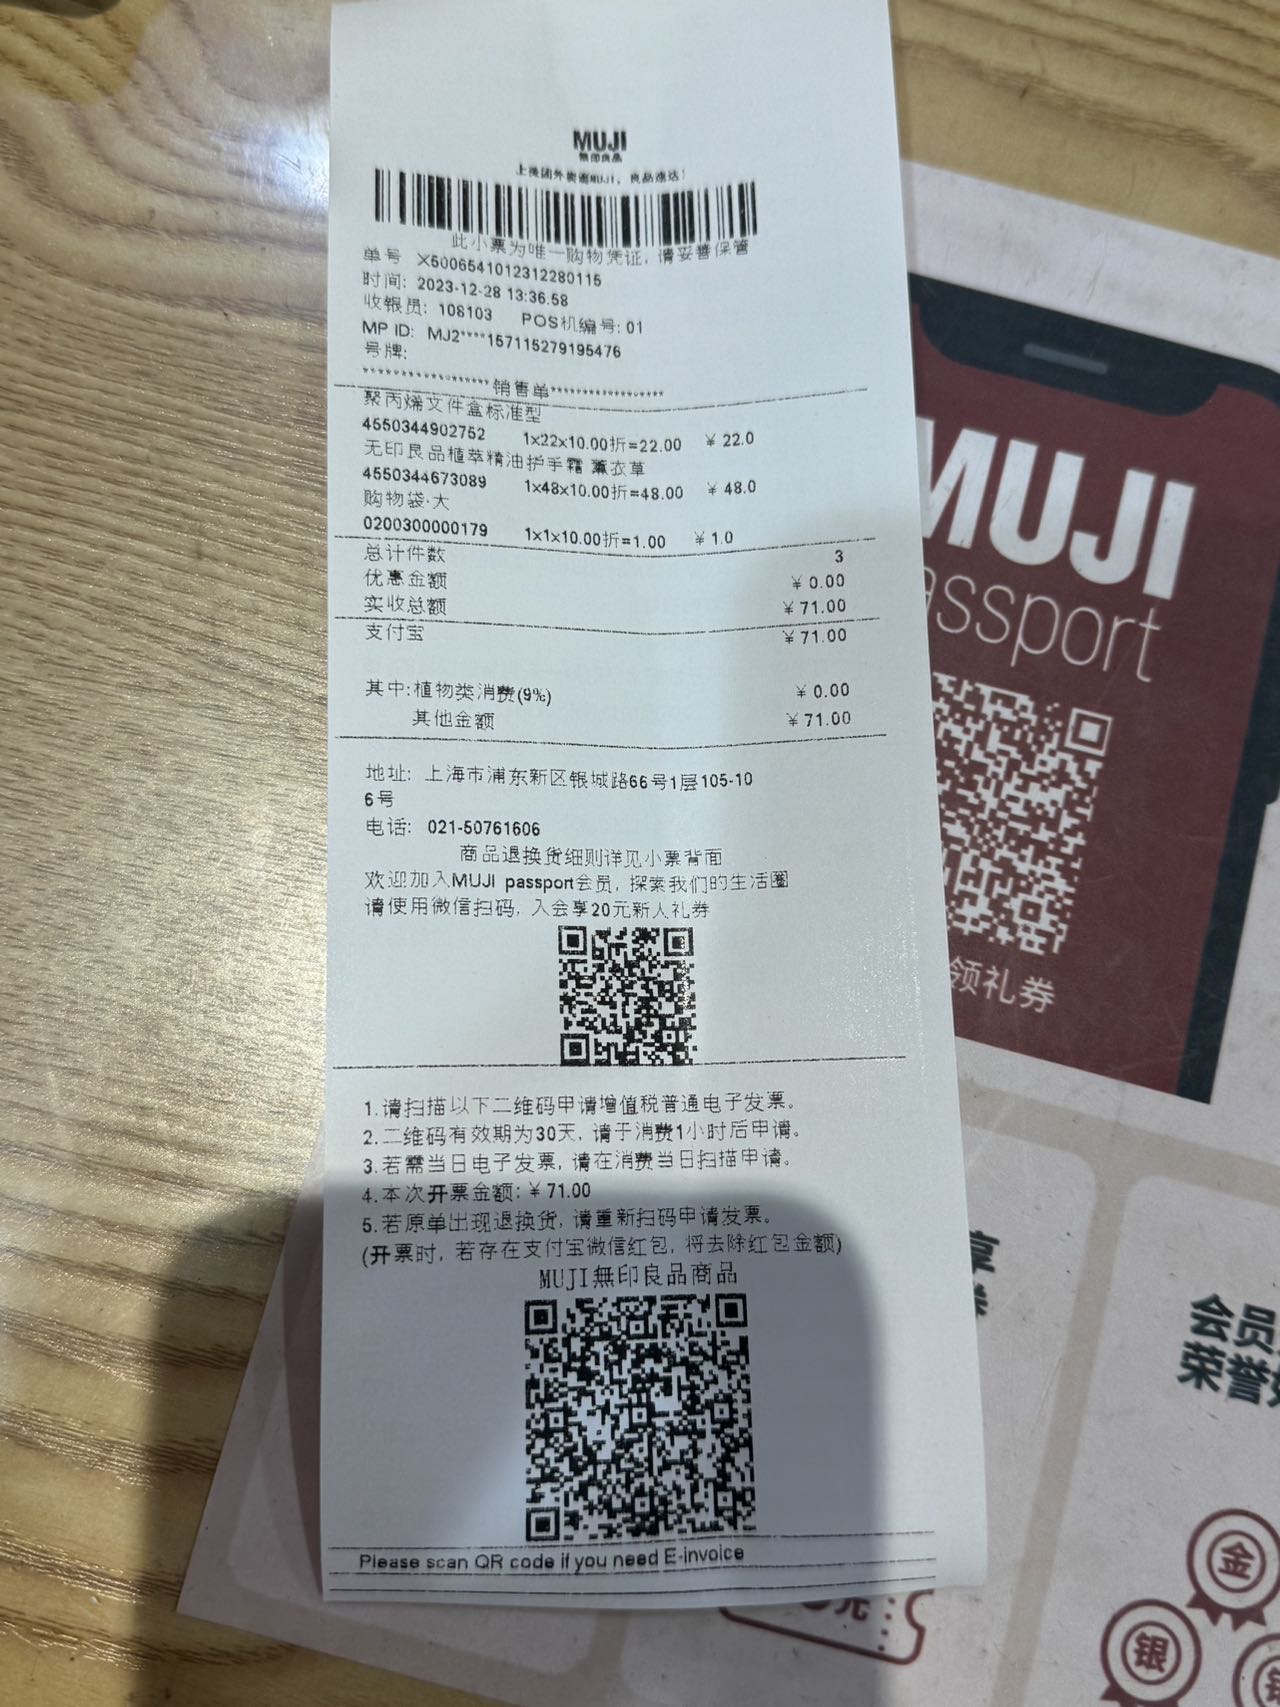 MUJI
無印良品
上美团外卖搜MUJI，良品速达！
此小票为唯一购物凭证，请妥善保管
单号 X5006541012312280115
时间: 2023-12-28 13:36.58
收银员: 108103 POS机编号: 01
MP ID: MJ2****157115279195476
号牌:
******************销售单****************
聚丙烯文件盒标准型
4550344902752 1x22x10.00折=22.00 ¥ 22.0
无印良品植萃精油护手霜 薰衣草
4550344673089 1x48x10.00折=48.00 ¥ 48.0
购物袋·大
0200300000179 1x1x10.00折=1.00 ¥ 1.0
总计件数 3
优惠金额 ¥ 0.00
实收总额 ¥ 71.00
支付宝 ¥ 71.00
其中:植物类消费(9%) ¥ 0.00
其他金额 ¥ 71.00
地址: 上海市浦东新区银城路66号1层105-10
6号
电话: 021-50761606
商品退换货细则详见小票背面
欢迎加入MUJI passport会员, 探索我们的生活圈
请使用微信扫码, 入会享20元新人礼券
1.请扫描以下二维码申请增值税普通电子发票。
2.二维码有效期为30天, 请于消费1小时后申请。
3.若需当日电子发票, 请在消费当日扫描申请。
4.本次开票金额: ¥ 71.00
5.若原单出现退换货, 请重新扫码申请发票。
(开票时, 若存在支付宝微信红包, 将去除红包金额)
MUJI無印良品商品
Please scan QR code if you need E-invoice
MUJI
assport
领礼券
享
会员
荣誉
金
银
元